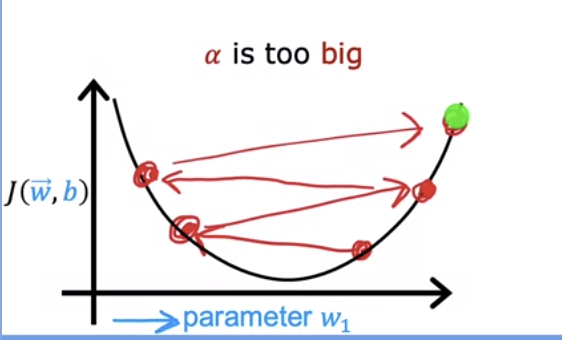 α is too big
J(w⃗,b)
parameter w₁